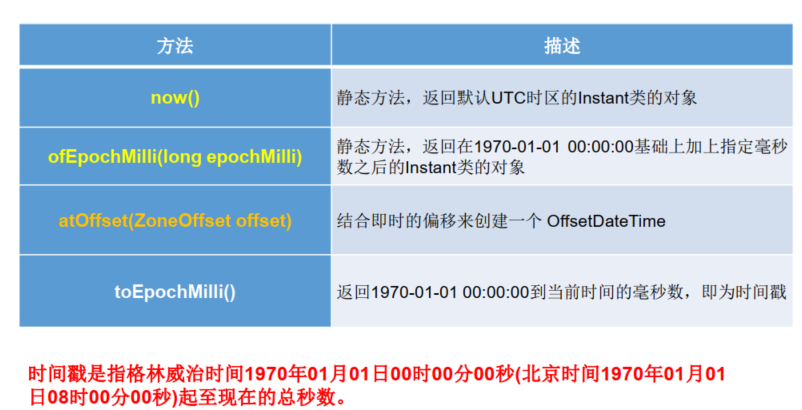 方法 描述
now() 静态方法，返回默认UTC时区的Instant类的对象
ofEpochMilli(long epochMilli) 静态方法，返回在1970-01-01 00:00:00基础上加上指定毫秒
数之后的Instant类的对象
atOffset(ZoneOffset offset) 结合即时的偏移来创建一个 OffsetDateTime
toEpochMilli() 返回1970-01-01 00:00:00到当前时间的毫秒数，即为时间戳
时间戳是指格林威治时间1970年01月01日00时00分00秒(北京时间1970年01月01
日08时00分00秒)起至现在的总秒数。